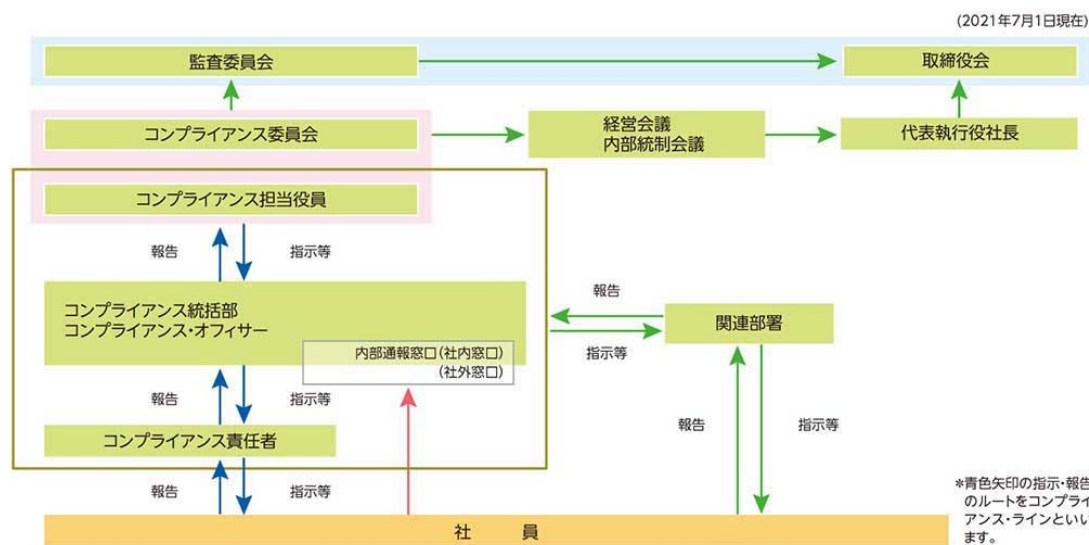 (2021年7月1日現在)
監査委員会
取締役会
コンプライアンス委員会
経営会議
内部統制会議
代表執行役社長
コンプライアンス担当役員
報告
指示等
コンプライアンス統括部
コンプライアンス・オフィサー
内部通報窓口(社内窓口)
(社外窓口)
報告
指示等
関連部署
報告
指示等
コンプライアンス責任者
報告
指示等
報告
指示等
社 員
*青色矢印の指示・報告
のルートをコンプライ
アンス・ラインといい
ます。